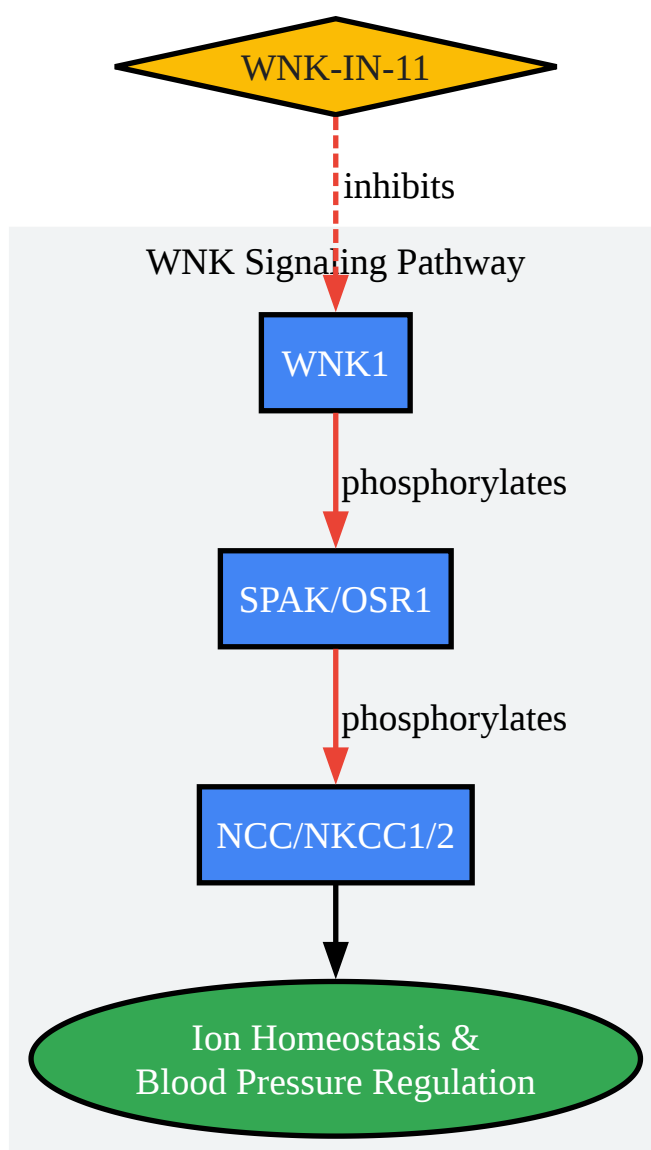 WNK-IN-11
inhibits
WNK Signaling Pathway
WNK1
phosphorylates
SPAK/OSR1
phosphorylates
NCC/NKCC1/2
Ion Homeostasis &
Blood Pressure Regulation